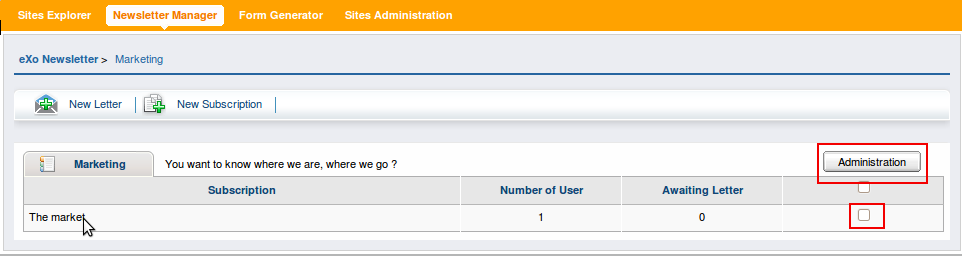 Sites Explorer Newsletter Manager Form Generator Sites Administration
eXo Newsletter > Marketing
New Letter New Subscription
Marketing You want to know where we are, where we go ? Administration
Subscription Number of User Awaiting Letter
The market 1 0